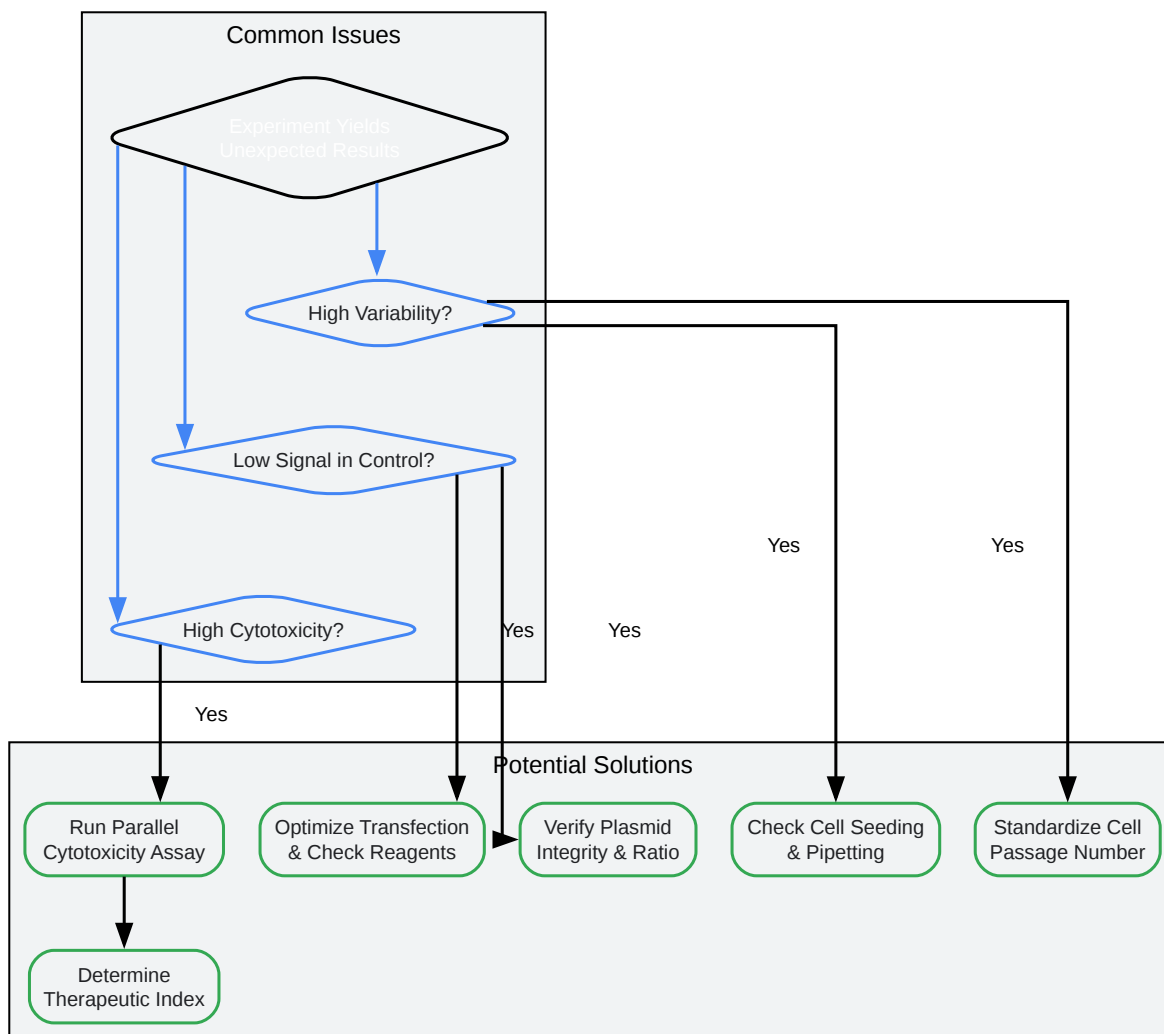 Common Issues
Experiment Yields
Unexpected Results
High Variability?
Low Signal in Control?
Yes
Yes
High Cytotoxicity?
Yes
Yes
Yes
Potential Solutions
Run Parallel
Cytotoxicity Assay
Optimize Transfection
& Check Reagents
Verify Plasmid
Integrity & Ratio
Check Cell Seeding
& Pipetting
Standardize Cell
Passage Number
Determine
Therapeutic Index